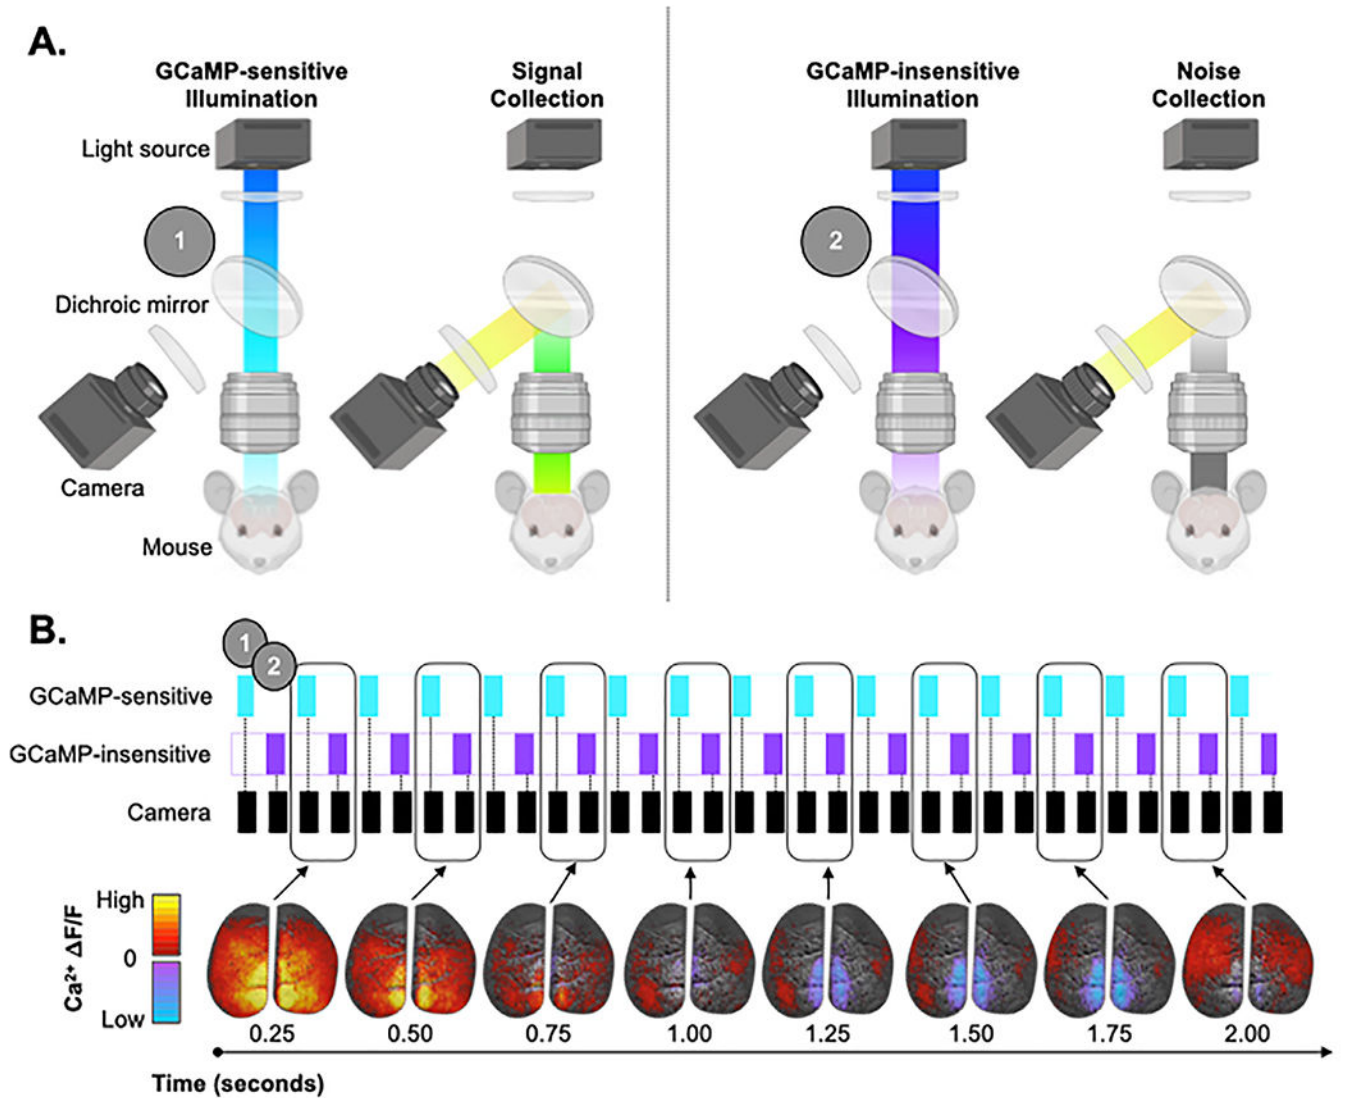 A.
GCaMP-sensitive
Illumination
Signal
Collection
GCaMP-insensitive
Illumination
Noise
Collection
Light source
1
2
Dichroic mirror
Camera
Mouse
B.
1
2
GCaMP-sensitive
GCaMP-insensitive
Camera
High
0
Low
Ca²⁺ ΔF/F
0.25 0.50 0.75 1.00 1.25 1.50 1.75 2.00
Time (seconds)